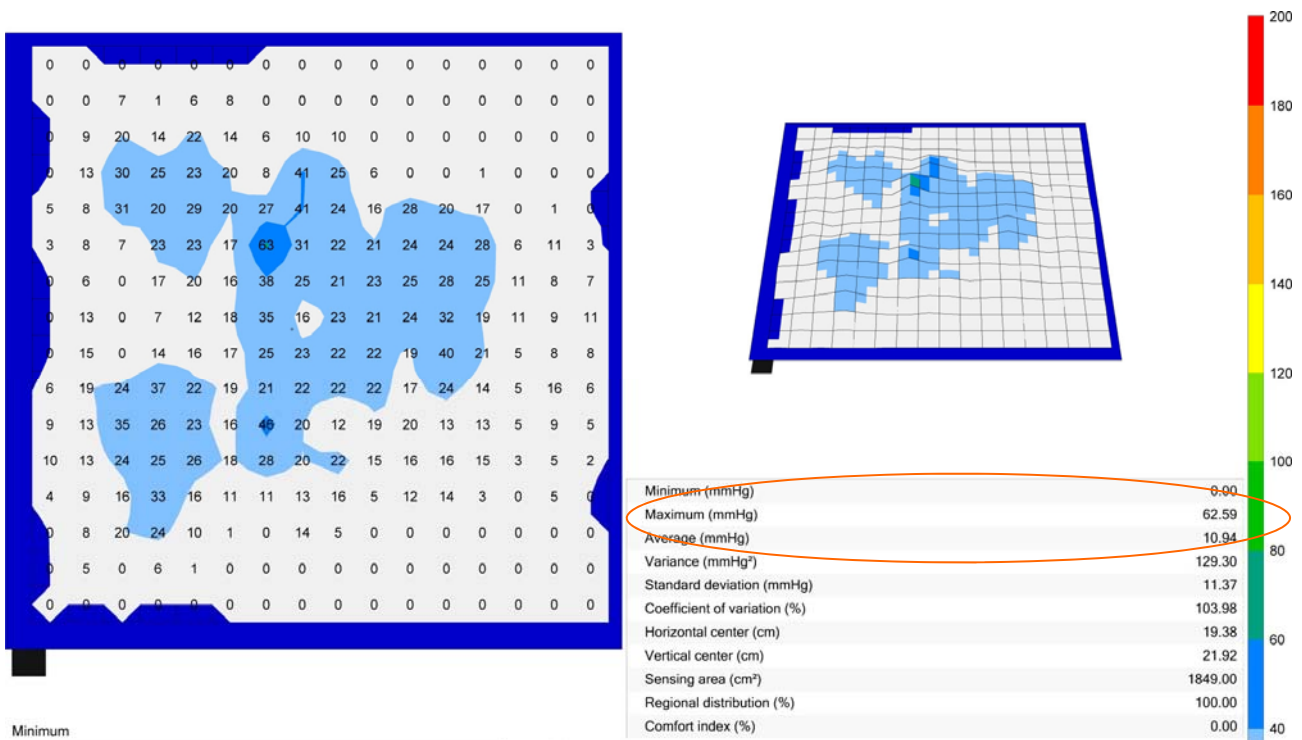 0 0 0 0 0 0 0 0 0 0 0 0 0 0 0 0
0 0 7 1 6 8 0 0 0 0 0 0 0 0 0 0
0 9 20 14 22 14 6 10 10 0 0 0 0 0 0 0
0 13 30 25 23 20 8 41 25 6 0 0 1 0 0 0
5 8 31 20 29 20 27 41 24 16 28 20 17 0 1 0
3 8 7 23 23 17 63 31 22 21 24 24 28 6 11 3
0 6 0 17 20 16 38 25 21 23 25 28 25 11 8 7
0 13 0 7 12 18 35 16 23 21 24 32 19 11 9 11
0 15 0 14 16 17 25 23 22 22 19 40 21 5 8 8
6 19 24 37 22 19 21 22 22 22 17 24 14 5 16 6
9 13 35 26 23 16 46 20 12 19 20 13 13 5 9 5
10 13 24 25 26 18 28 20 22 15 16 16 15 3 5 2
4 9 16 33 16 11 11 13 16 5 12 14 3 0 5 0
0 8 20 24 10 1 0 14 5 0 0 0 0 0 0 0
0 5 0 6 1 0 0 0 0 0 0 0 0 0 0 0
0 0 0 0 0 0 0 0 0 0 0 0 0 0 0 0
Minimum
200
180
160
140
120
100
80
60
40
Minimum (mmHg) 0.00
Maximum (mmHg) 62.59
Average (mmHg) 10.94
Variance (mmHg²) 129.30
Standard deviation (mmHg) 11.37
Coefficient of variation (%) 103.98
Horizontal center (cm) 19.38
Vertical center (cm) 21.92
Sensing area (cm²) 1849.00
Regional distribution (%) 100.00
Comfort index (%) 0.00